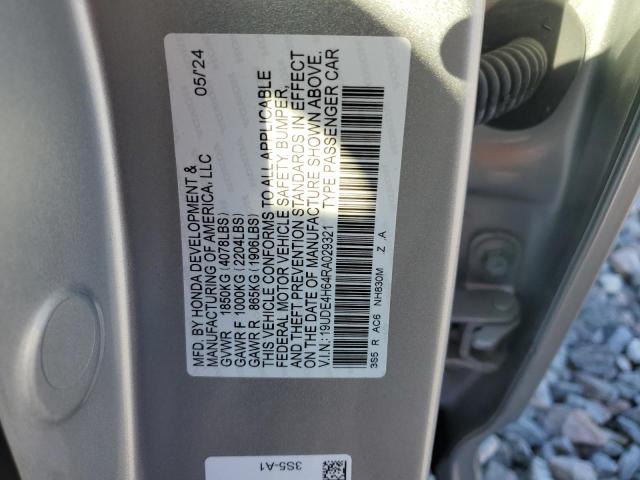 MFD. BY HONDA DEVELOPMENT & 05/24
MANUFACTURING OF AMERICA, LLC
GVWR 1850KG (4078LBS)
GAWR F 1000KG (2204LBS)
GAWR R 865KG (1906LBS)
THIS VEHICLE CONFORMS TO ALL APPLICABLE
FEDERAL MOTOR VEHICLE SAFETY, BUMPER,
AND THEFT PREVENTION STANDARDS IN EFFECT
ON THE DATE OF MANUFACTURE SHOWN ABOVE.
V.I.N.: 19UDE4H64RA029321 TYPE PASSENGER CAR
3S5 R AC6 NH830M Z A
3S5-A1